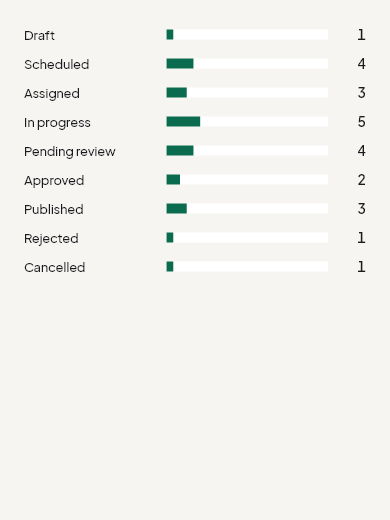 Draft 1
Scheduled 4
Assigned 3
In progress 5
Pending review 4
Approved 2
Published 3
Rejected 1
Cancelled 1